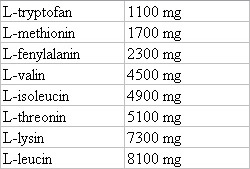 L-tryptofan 1100 mg
L-methionin 1700 mg
L-fenylalanin 2300 mg
L-valin 4500 mg
L-isoleucin 4900 mg
L-threonin 5100 mg
L-lysin 7300 mg
L-leucin 8100 mg